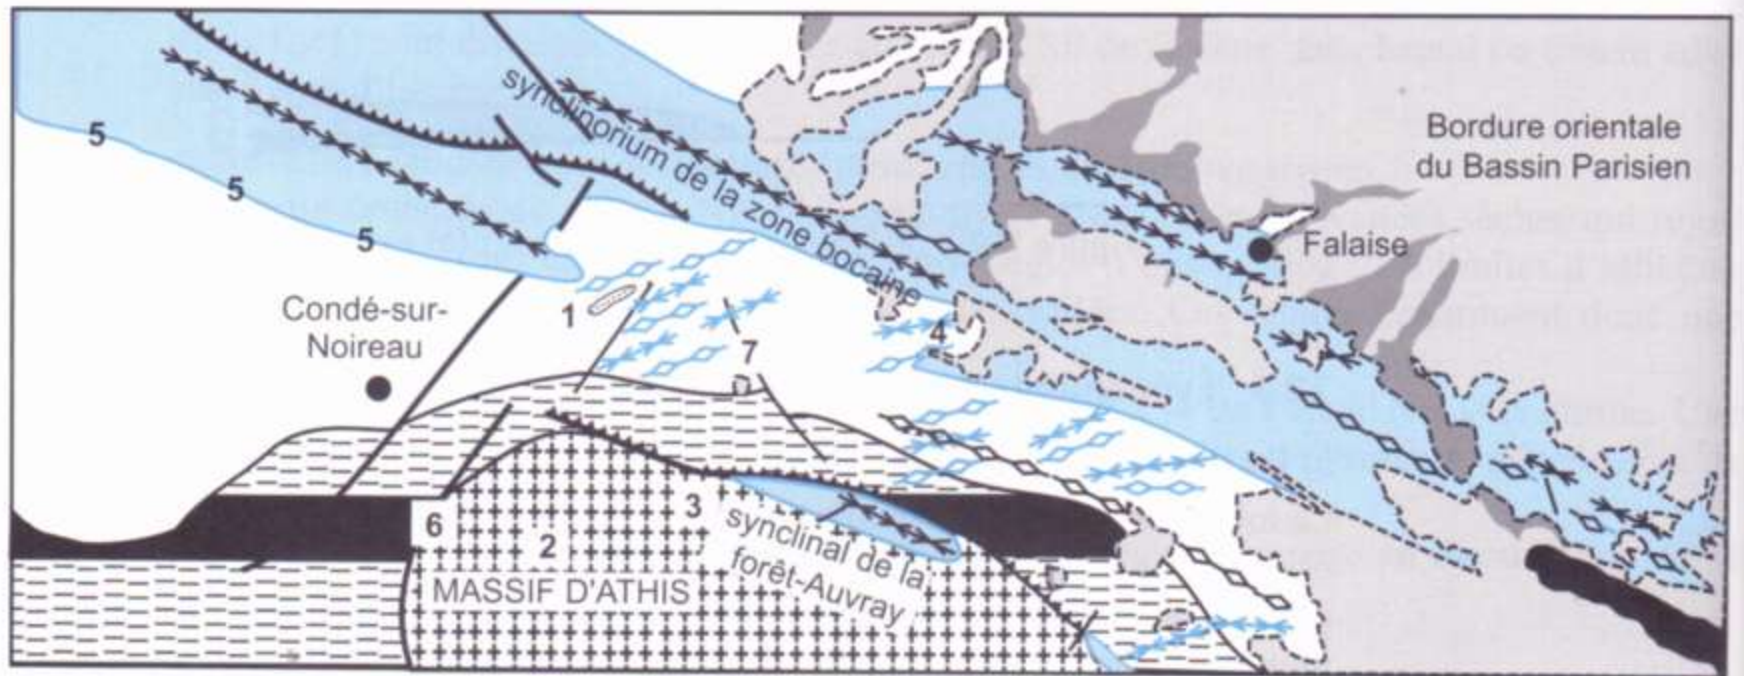 synclinorium de la zone bocaine
Bordure orientale
du Bassin Parisien
5
5
5
Falaise
Condé-sur-
Noireau
1
4
7
3
6
2
synclinal de la
forêt-Auvray
MASSIF D'ATHIS